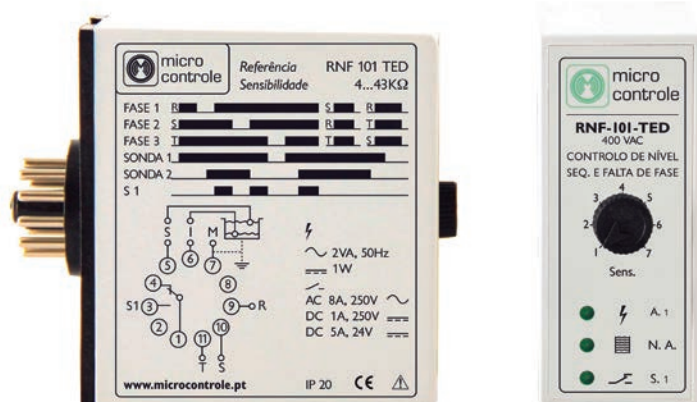 micro
controle
Referência RNF 101 TED
Sensibilidade 4...43KΩ
FASE 1 R S R
FASE 2 S R T
FASE 3 T T S
SONDA 1
SONDA 2
S 1
S I M
5 6 7
4 8
S1 3 9 R
2 1 11 10
T S
2VA, 50Hz
1W
AC 8A, 250V
DC 1A, 250V
DC 5A, 24V
www.microcontrole.pt IP 20 CE
micro
controle
RNF-101-TED
400 VAC
CONTROLO DE NÍVEL
SEQ. E FALTA DE FASE
1 2 3 4 5 6 7
Sens.
A. 1
N. A.
S. 1